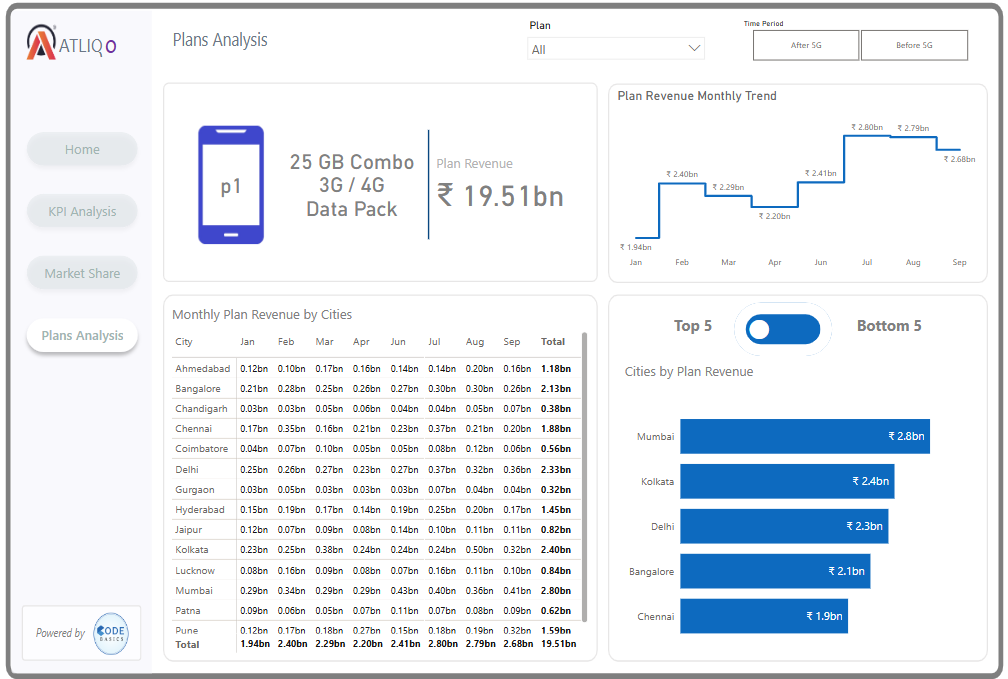 ATLIQO
Plans Analysis
Plan
All
Time Period
After 5G
Before 5G
Home
KPI Analysis
Market Share
Plans Analysis
Powered by
CODE
BASICS
p1
25 GB Combo
3G / 4G
Data Pack
Plan Revenue
₹ 19.51bn
Plan Revenue Monthly Trend
₹ 1.94bn
₹ 2.40bn
₹ 2.29bn
₹ 2.20bn
₹ 2.41bn
₹ 2.80bn
₹ 2.79bn
₹ 2.68bn
Jan Feb Mar Apr Jun Jul Aug Sep
Monthly Plan Revenue by Cities
City Jan Feb Mar Apr Jun Jul Aug Sep Total
Ahmedabad 0.12bn 0.10bn 0.17bn 0.16bn 0.14bn 0.14bn 0.20bn 0.16bn 1.18bn
Bangalore 0.21bn 0.28bn 0.25bn 0.26bn 0.27bn 0.30bn 0.30bn 0.26bn 2.13bn
Chandigarh 0.03bn 0.03bn 0.05bn 0.06bn 0.04bn 0.04bn 0.05bn 0.07bn 0.38bn
Chennai 0.17bn 0.35bn 0.16bn 0.21bn 0.23bn 0.37bn 0.21bn 0.20bn 1.88bn
Coimbatore 0.04bn 0.07bn 0.10bn 0.05bn 0.05bn 0.08bn 0.12bn 0.06bn 0.56bn
Delhi 0.25bn 0.26bn 0.27bn 0.23bn 0.27bn 0.37bn 0.32bn 0.36bn 2.33bn
Gurgaon 0.03bn 0.05bn 0.03bn 0.03bn 0.03bn 0.07bn 0.04bn 0.04bn 0.32bn
Hyderabad 0.15bn 0.19bn 0.17bn 0.14bn 0.19bn 0.25bn 0.20bn 0.17bn 1.45bn
Jaipur 0.12bn 0.07bn 0.09bn 0.08bn 0.14bn 0.10bn 0.11bn 0.11bn 0.82bn
Kolkata 0.23bn 0.25bn 0.38bn 0.24bn 0.24bn 0.24bn 0.50bn 0.32bn 2.40bn
Lucknow 0.08bn 0.16bn 0.09bn 0.08bn 0.07bn 0.16bn 0.11bn 0.10bn 0.84bn
Mumbai 0.29bn 0.34bn 0.29bn 0.29bn 0.43bn 0.40bn 0.36bn 0.41bn 2.80bn
Patna 0.09bn 0.06bn 0.05bn 0.07bn 0.11bn 0.07bn 0.08bn 0.09bn 0.62bn
Pune 0.12bn 0.17bn 0.18bn 0.27bn 0.15bn 0.18bn 0.19bn 0.32bn 1.59bn
Total 1.94bn 2.40bn 2.29bn 2.20bn 2.41bn 2.80bn 2.79bn 2.68bn 19.51bn
Top 5
Bottom 5
Cities by Plan Revenue
Mumbai ₹ 2.8bn
Kolkata ₹ 2.4bn
Delhi ₹ 2.3bn
Bangalore ₹ 2.1bn
Chennai ₹ 1.9bn